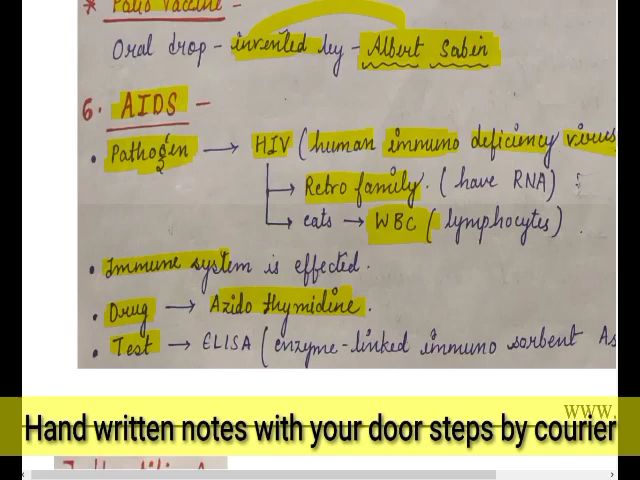 * Polio Vaccine -
Oral drop - invented by - Albert Sabin
6. AIDS -
• Pathogen → HIV (human immuno deficiency virus
→ Retro family. (have RNA)
→ eats → WBC (lymphocytes)
• Immune system is effected.
• Drug → Azido thymidine.
• Test → ELISA (enzyme-linked immuno sorbent As
www.
Hand written notes with your door steps by courier